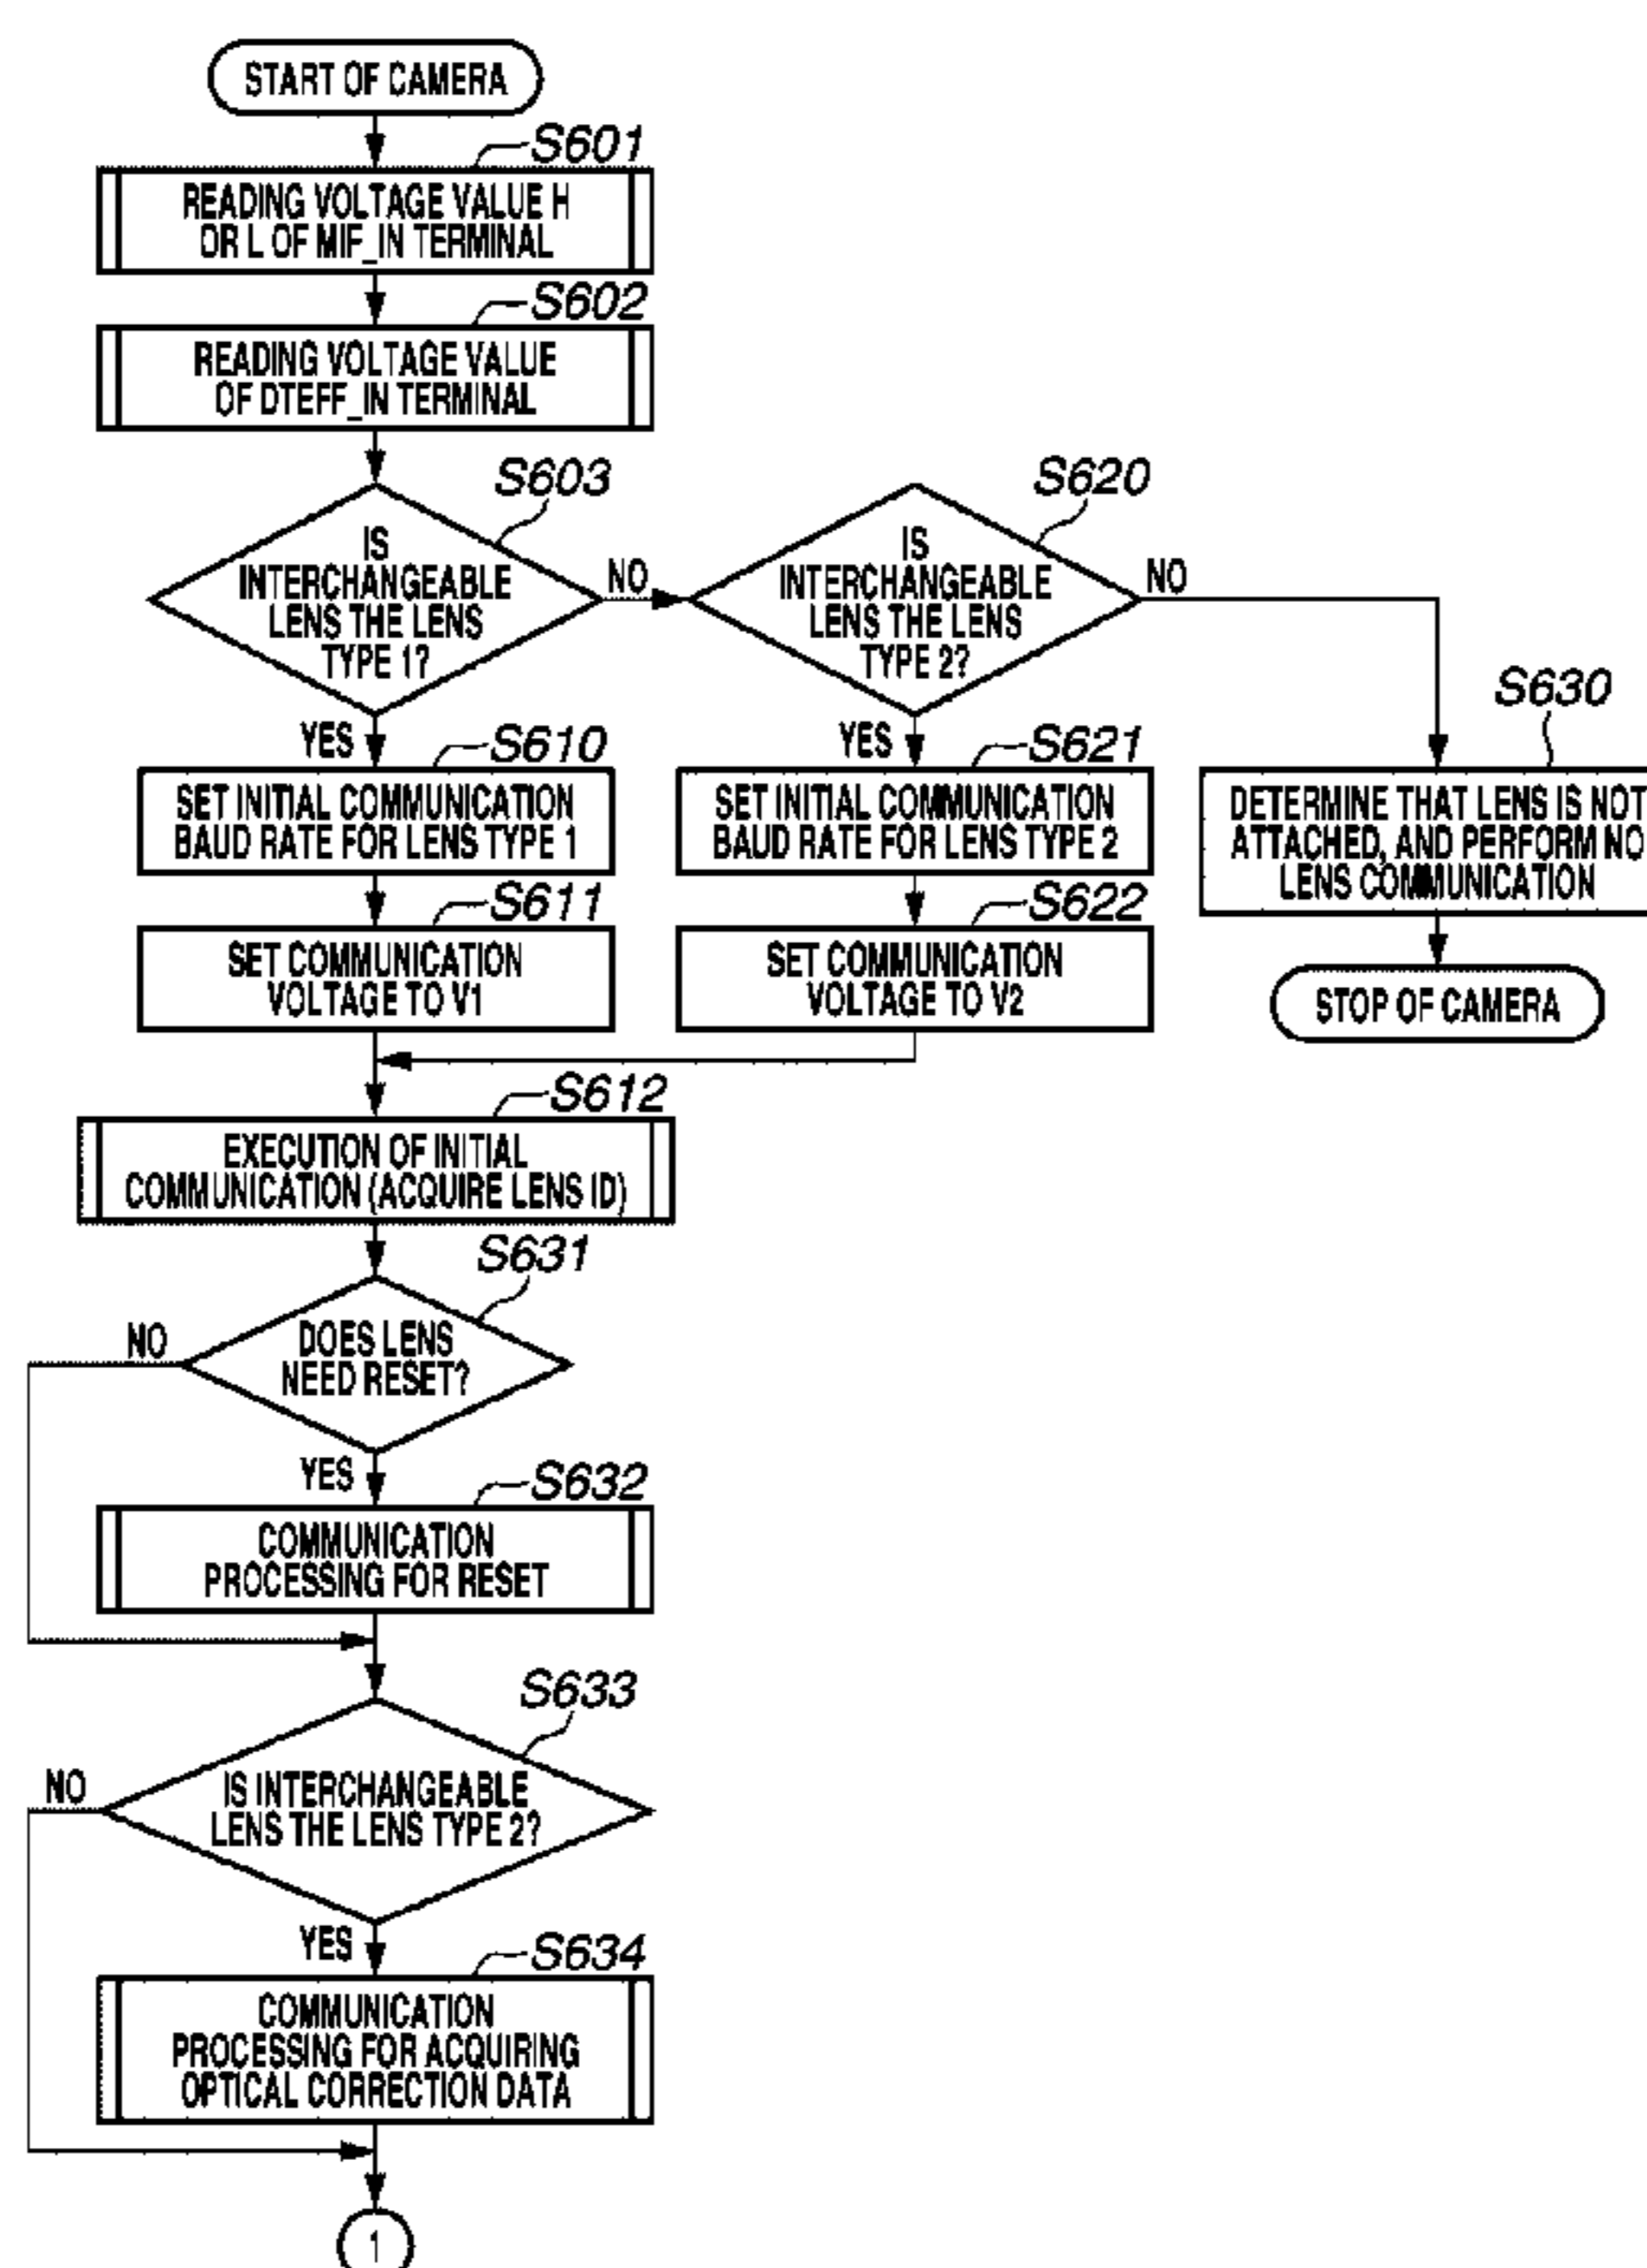 START OF CAMERA
S601
READING VOLTAGE VALUE H
OR L OF MIF_IN TERMINAL
S602
READING VOLTAGE VALUE
OF DTEFF_IN TERMINAL
S603
IS
INTERCHANGEABLE
LENS THE LENS
TYPE 1?
NO
S620
IS
INTERCHANGEABLE
LENS THE LENS
TYPE 2?
NO
YES
S610
SET INITIAL COMMUNICATION
BAUD RATE FOR LENS TYPE 1
S611
SET COMMUNICATION
VOLTAGE TO V1
YES
S621
SET INITIAL COMMUNICATION
BAUD RATE FOR LENS TYPE 2
S622
SET COMMUNICATION
VOLTAGE TO V2
S630
DETERMINE THAT LENS IS NOT
ATTACHED, AND PERFORM NO
LENS COMMUNICATION
STOP OF CAMERA
S612
EXECUTION OF INITIAL
COMMUNICATION (ACQUIRE LENS ID)
S631
DOES LENS
NEED RESET?
NO
YES
S632
COMMUNICATION
PROCESSING FOR RESET
S633
IS INTERCHANGEABLE
LENS THE LENS TYPE 2?
NO
YES
S634
COMMUNICATION
PROCESSING FOR ACQUIRING
OPTICAL CORRECTION DATA
1